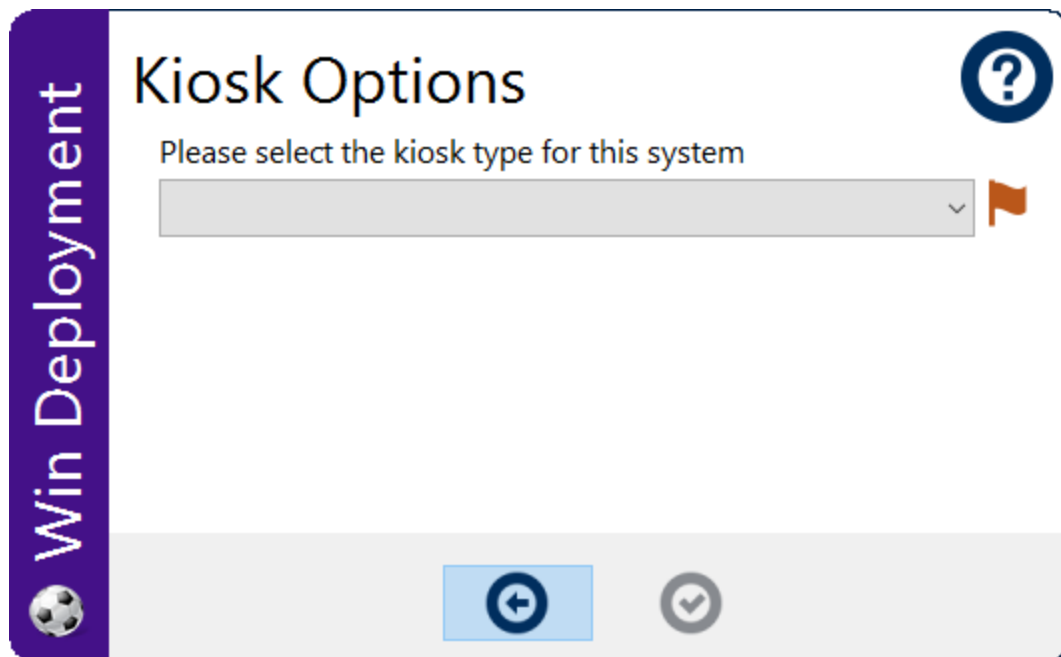 Kiosk Options
Please select the kiosk type for this system
Win Deployment